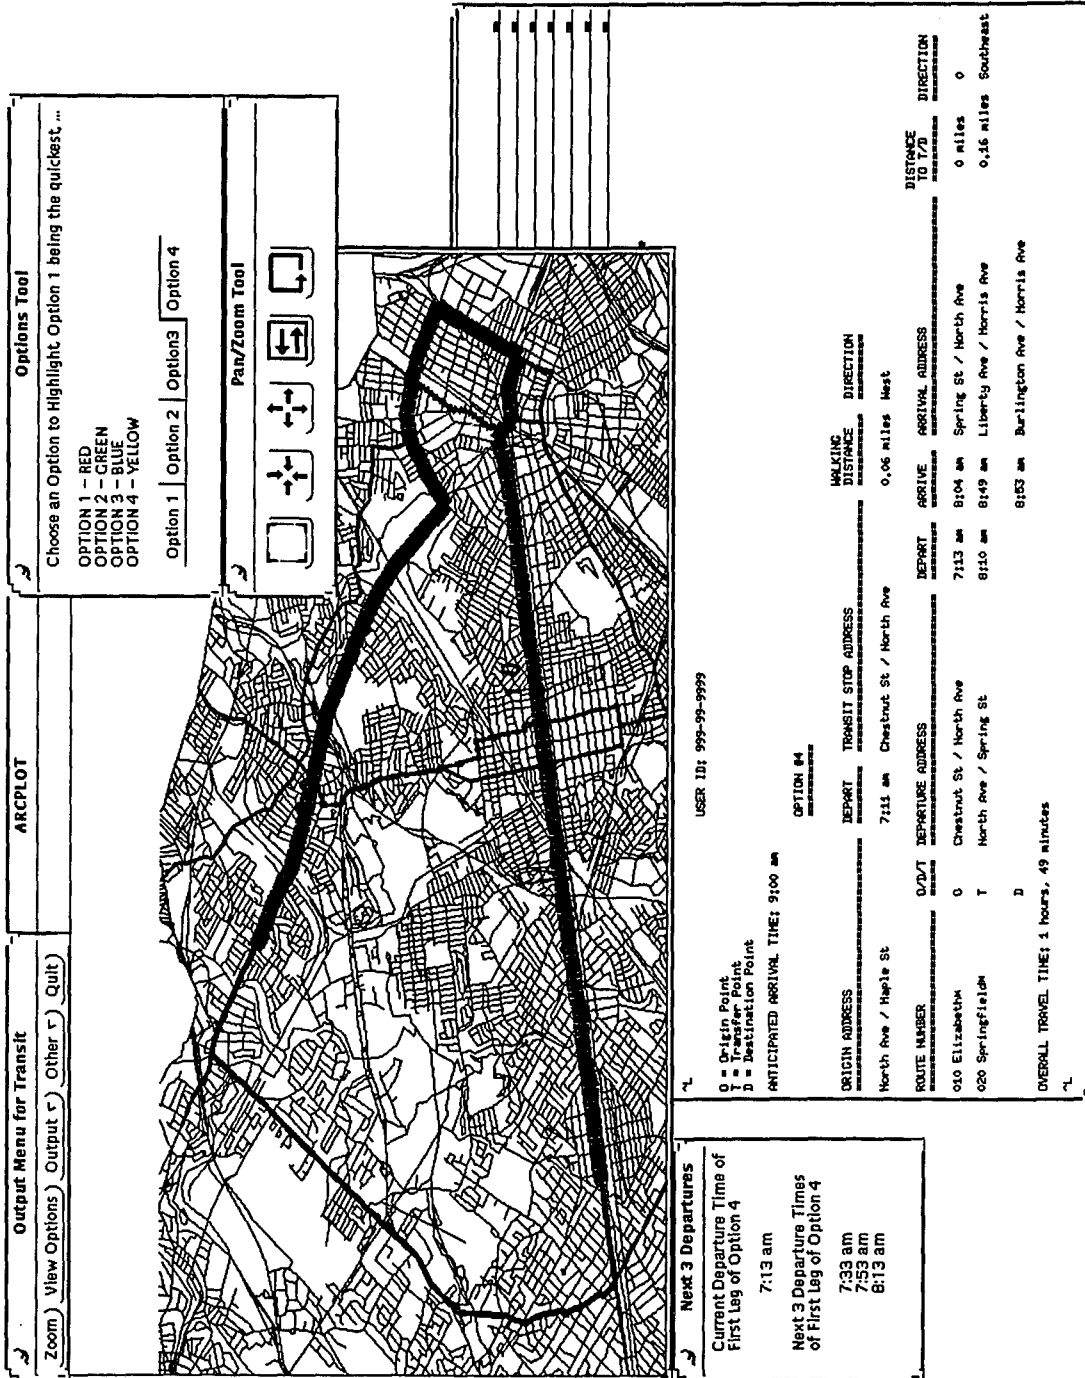 Output Menu for Transit
Zoom) View Options) Output ▿) Other ▿) Quit)
ARCPLOT
Options Tool
Choose an Option to Highlight, Option 1 being the quickest, ...
OPTION 1 - RED
OPTION 2 - GREEN
OPTION 3 - BLUE
OPTION 4 - YELLOW
Option 1 Option 2 Option3 Option 4
Pan/Zoom Tool
Next 3 Departures
Current Departure Time of
First Leg of Option 4
7:13 am
Next 3 Departure Times
of First Leg of Option 4
7:33 am
7:53 am
8:13 am
^L
USER ID: 999-99-9999
O = Origin Point
T = Transfer Point
D = Destination Point
ANTICIPATED ARRIVAL TIME: 9:00 am
OPTION #4
=========
ORIGIN ADDRESS DEPART TRANSIT STOP ADDRESS WALKING DISTANCE DIRECTION
North Ave / Maple St 7:11 am Chestnut St / North Ave 0.06 miles West
ROUTE NUMBER O/D/T DEPARTURE ADDRESS DEPART ARRIVE ARRIVAL ADDRESS DISTANCE TO T/D DIRECTION
010 ElizabethM O Chestnut St / North Ave 7:13 am 8:04 am Spring St / North Ave 0 miles 0
020 SpringfieldM T North Ave / Spring St 8:10 am 8:49 am Liberty Ave / Morris Ave 0.16 miles Southeast
D 8:53 am Burlington Ave / Morris Ave
OVERALL TRAVEL TIME: 1 hours, 49 minutes
^L